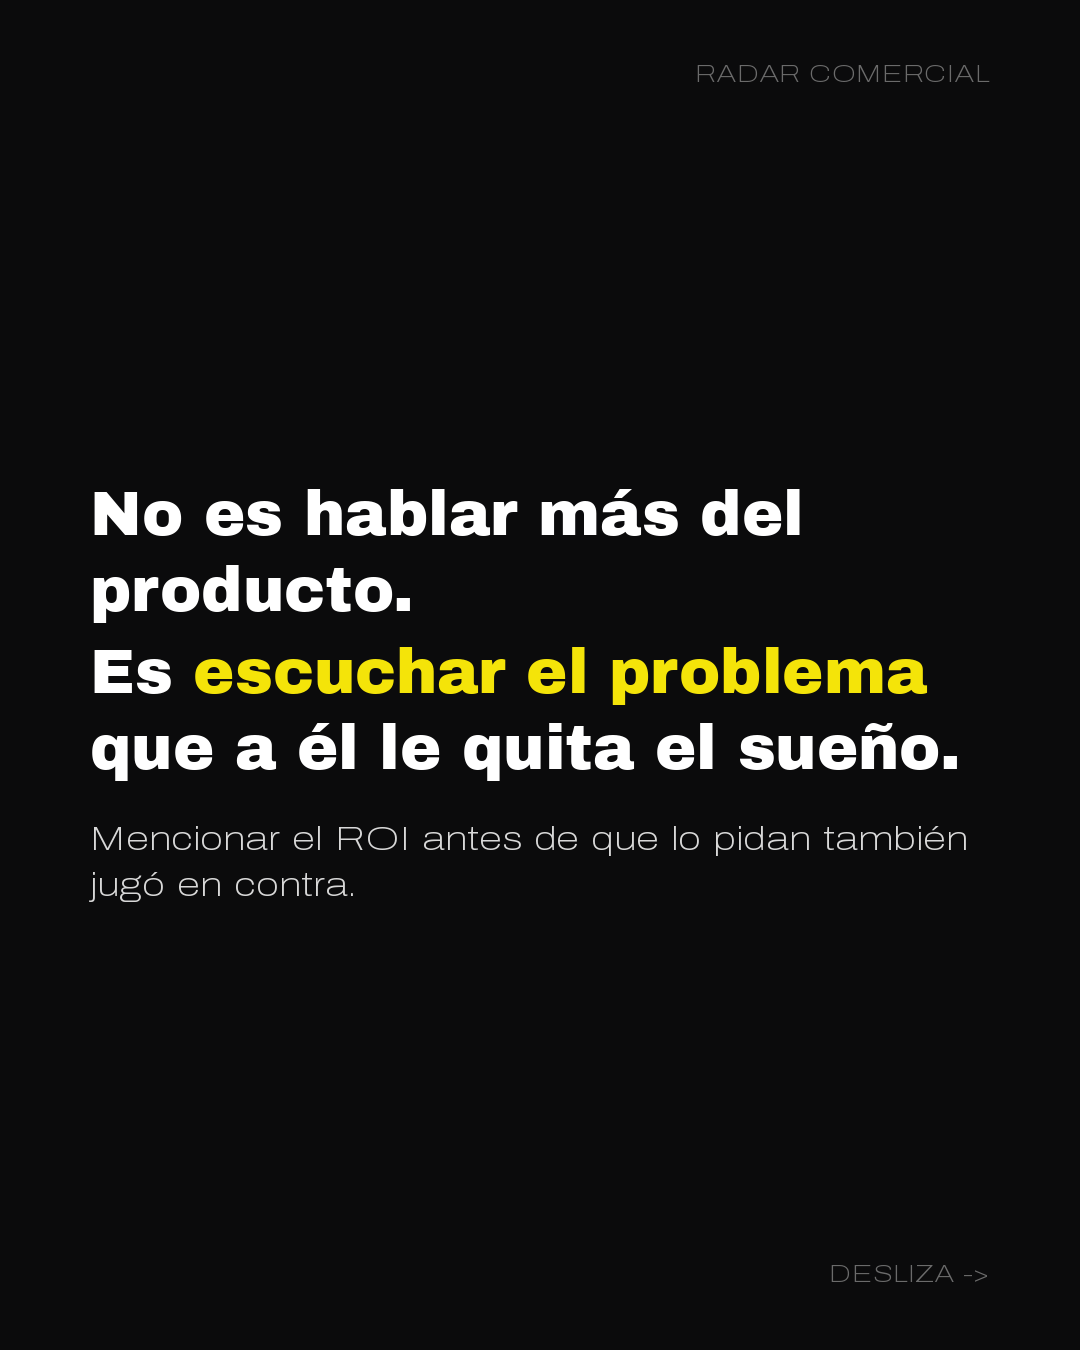 RADAR COMERCIAL
No es hablar más del
producto.
Es escuchar el problema
que a él le quita el sueño.
Mencionar el ROI antes de que lo pidan también
jugó en contra.
DESLIZA ->